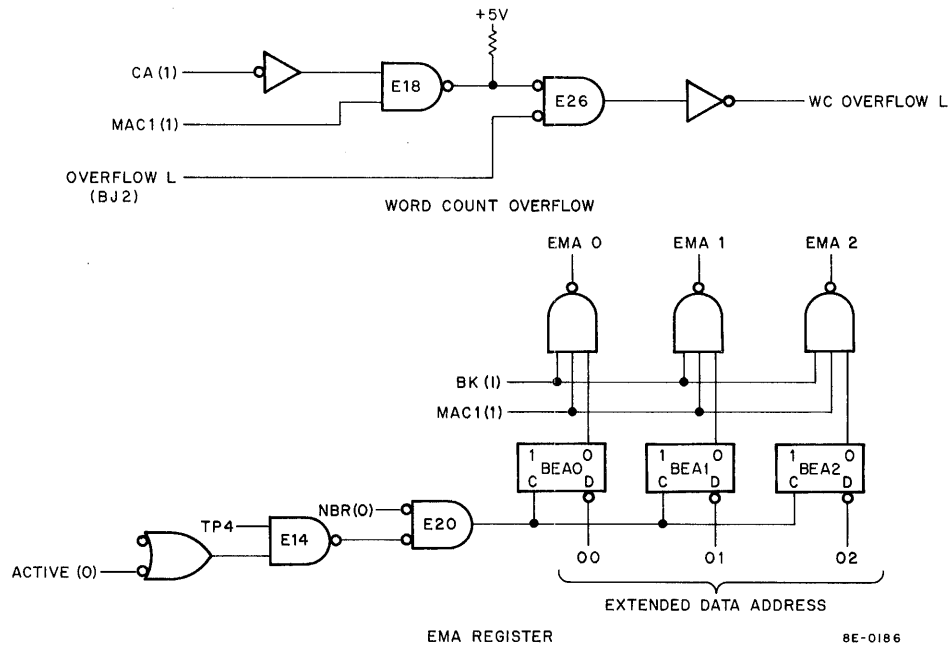 +5V
CA (1)
E18
E26
WC OVERFLOW L
MAC1 (1)
OVERFLOW L
(BJ2)
WORD COUNT OVERFLOW
EMA 0 EMA 1 EMA 2
BK (1)
MAC1 (1)
1 0 1 0 1 0
BEA0 BEA1 BEA2
C D C D C D
NBR(0)
TP4
E14
E20
ACTIVE (0)
00 01 02
EXTENDED DATA ADDRESS
EMA REGISTER
8E-0186